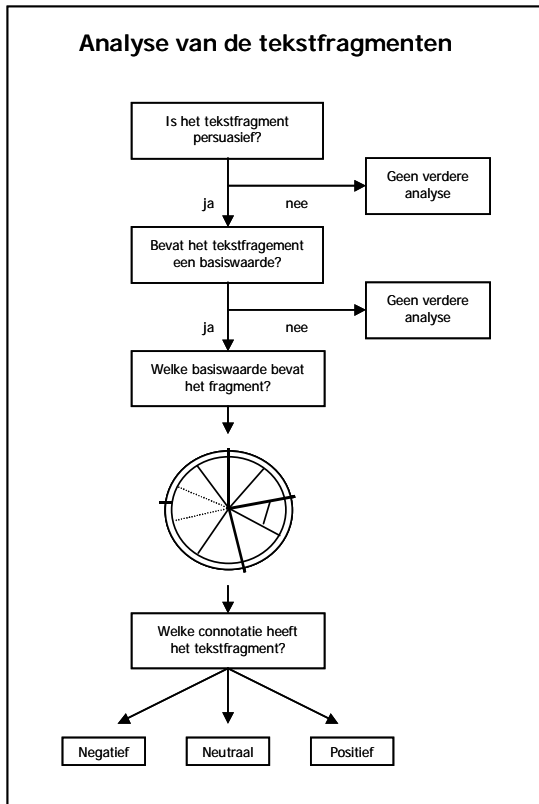 Analyse van de tekstfragmenten
Is het tekstfragment
persuasief?
Geen verdere
analyse
ja
nee
Bevat het tekstfragement
een basiswaarde?
Geen verdere
analyse
ja
nee
Welke basiswaarde bevat
het fragment?
Welke connotatie heeft
het tekstfragment?
Negatief
Neutraal
Positief